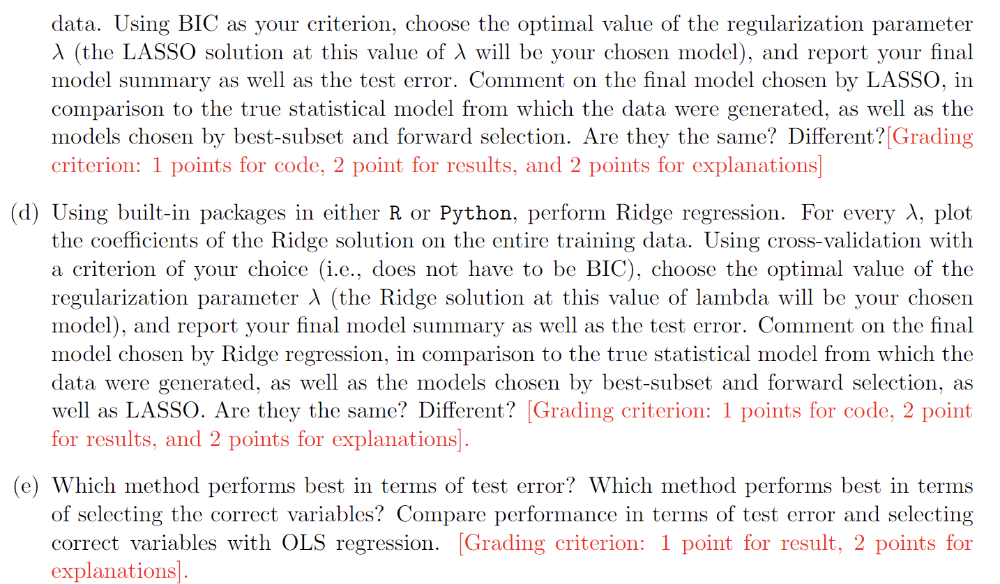 data. Using BIC as your criterion, choose the optimal value of the regularization parameter
λ (the LASSO solution at this value of λ will be your chosen model), and report your final
model summary as well as the test error. Comment on the final model chosen by LASSO, in
comparison to the true statistical model from which the data were generated, as well as the
models chosen by best-subset and forward selection. Are they the same? Different?[Grading
criterion: 1 points for code, 2 point for results, and 2 points for explanations]
(d) Using built-in packages in either R or Python, perform Ridge regression. For every λ, plot
the coefficients of the Ridge solution on the entire training data. Using cross-validation with
a criterion of your choice (i.e., does not have to be BIC), choose the optimal value of the
regularization parameter λ (the Ridge solution at this value of lambda will be your chosen
model), and report your final model summary as well as the test error. Comment on the final
model chosen by Ridge regression, in comparison to the true statistical model from which the
data were generated, as well as the models chosen by best-subset and forward selection, as
well as LASSO. Are they the same? Different? [Grading criterion: 1 points for code, 2 point
for results, and 2 points for explanations].
(e) Which method performs best in terms of test error? Which method performs best in terms
of selecting the correct variables? Compare performance in terms of test error and selecting
correct variables with OLS regression. [Grading criterion: 1 point for result, 2 points for
explanations].